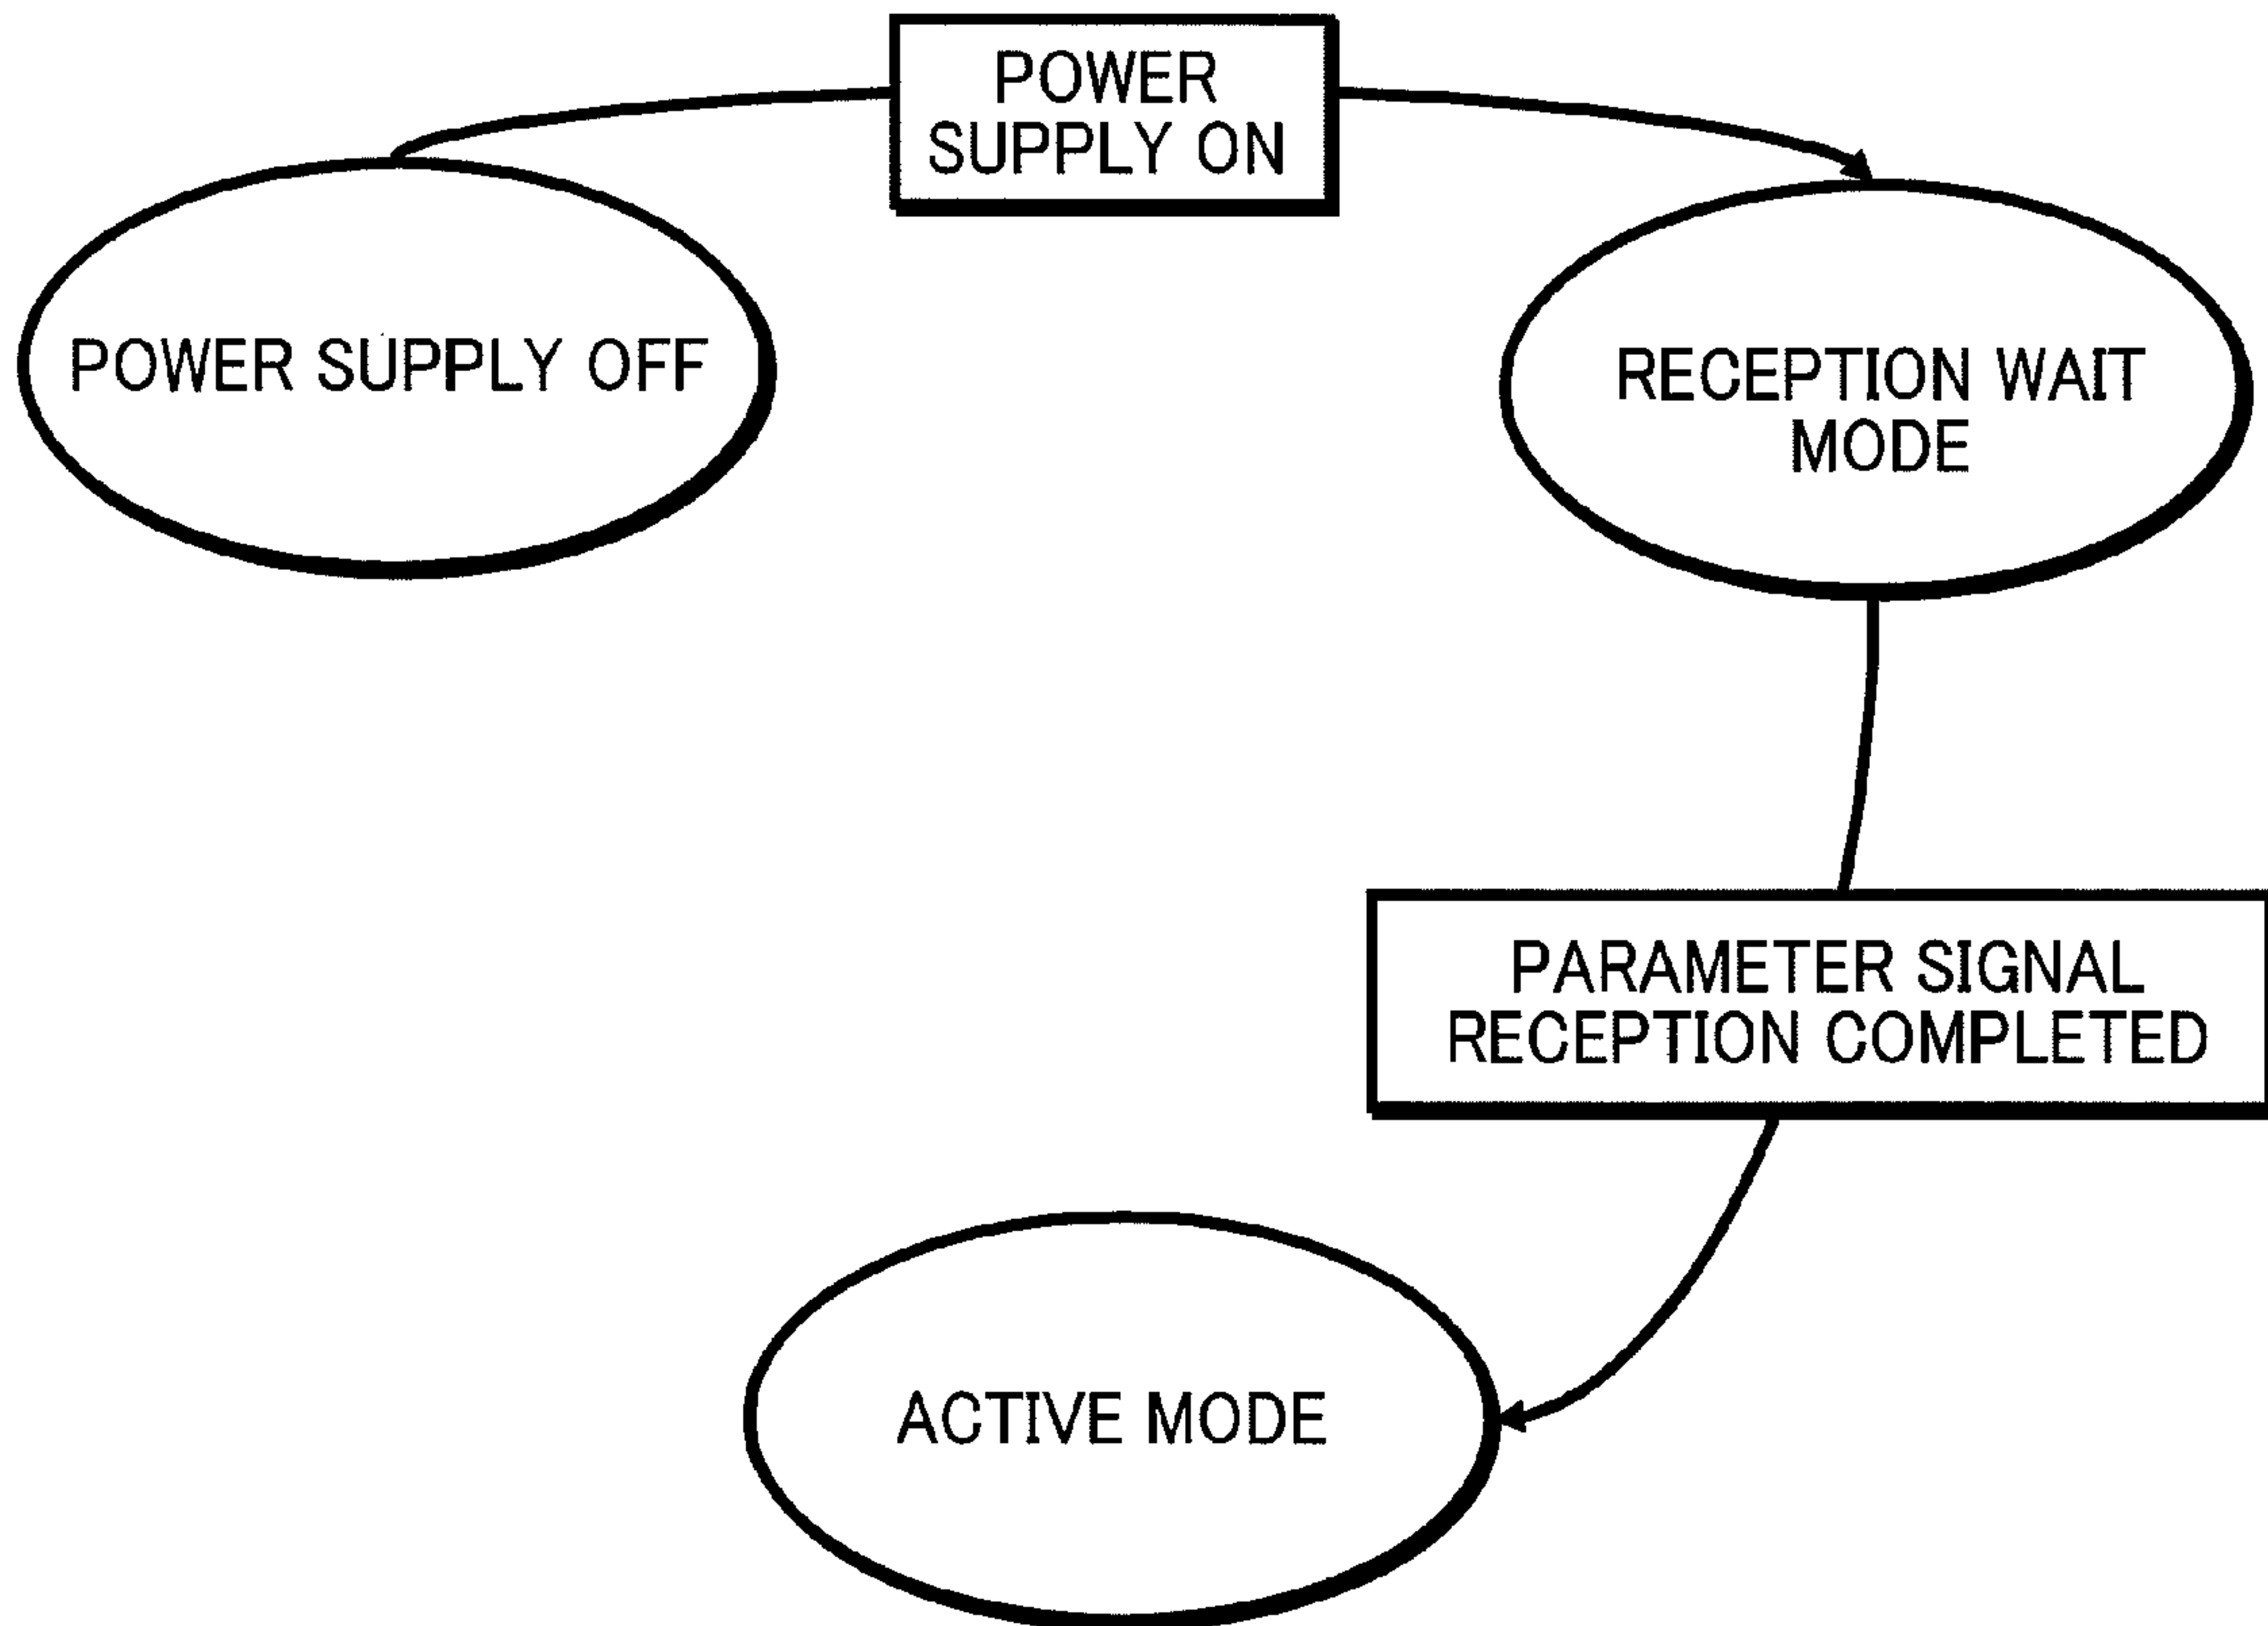 POWER
SUPPLY ON
POWER SUPPLY OFF
RECEPTION WAIT
MODE
PARAMETER SIGNAL
RECEPTION COMPLETED
ACTIVE MODE